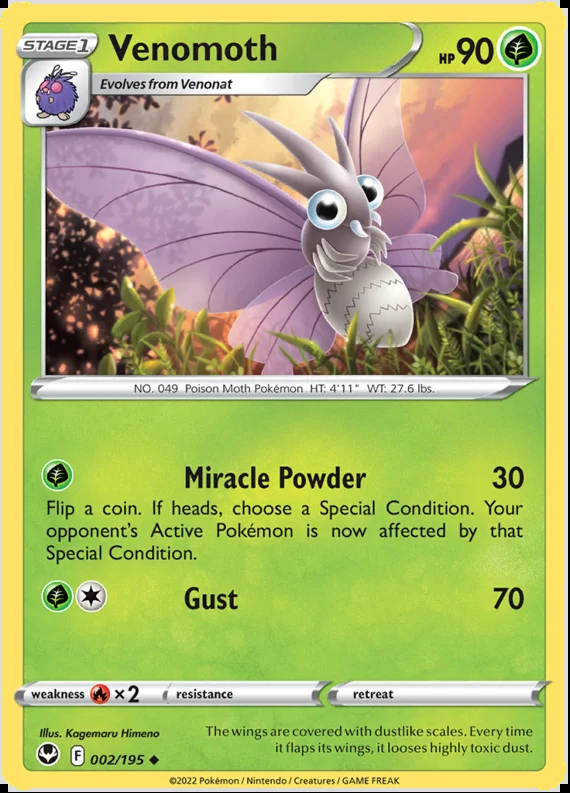 STAGE1
Venomoth
HP 90
Evolves from Venonat
NO. 049 Poison Moth Pokémon HT: 4'11" WT: 27.6 lbs.
Miracle Powder 30
Flip a coin. If heads, choose a Special Condition. Your
opponent's Active Pokémon is now affected by that
Special Condition.
Gust 70
weakness ×2 resistance retreat
Illus. Kagemaru Himeno
The wings are covered with dustlike scales. Every time
it flaps its wings, it looses highly toxic dust.
F 002/195
©2022 Pokémon / Nintendo / Creatures / GAME FREAK